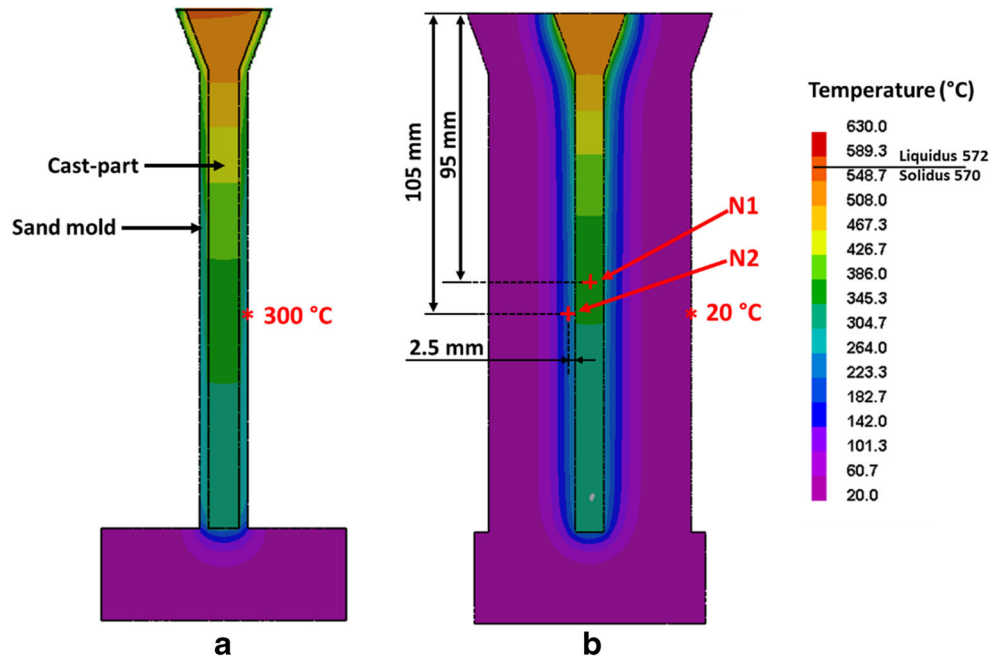 Cast-part
Sand mold
* 300 °C
a
105 mm
95 mm
N1
N2
* 20 °C
2.5 mm
b
Temperature (°C)
630.0
589.3
Liquidus 572
548.7
Solidus 570
508.0
467.3
426.7
386.0
345.3
304.7
264.0
223.3
182.7
142.0
101.3
60.7
20.0